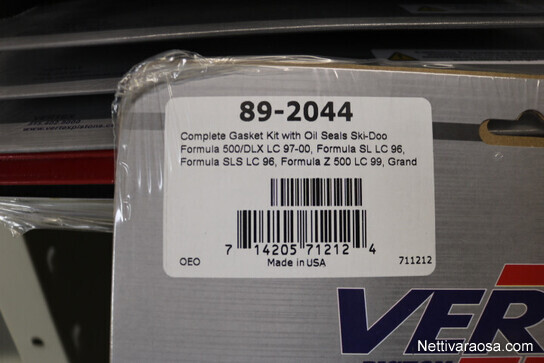 89-2044
Complete Gasket Kit with Oil Seals Ski-Doo
Formula 500/DLX LC 97-00, Formula SL LC 96,
Formula SLS LC 96, Formula Z 500 LC 99, Grand
7 14205 71212 4
OEO Made in USA 711212
VER
Nettivaraosa.com